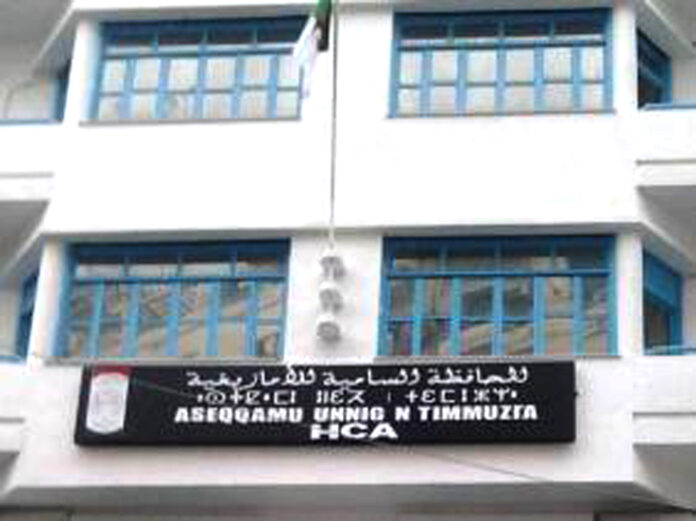 المحافظة السامية للأمازيغية
ASEQQAMU UNNIG N TIMMUZΓA
HCA